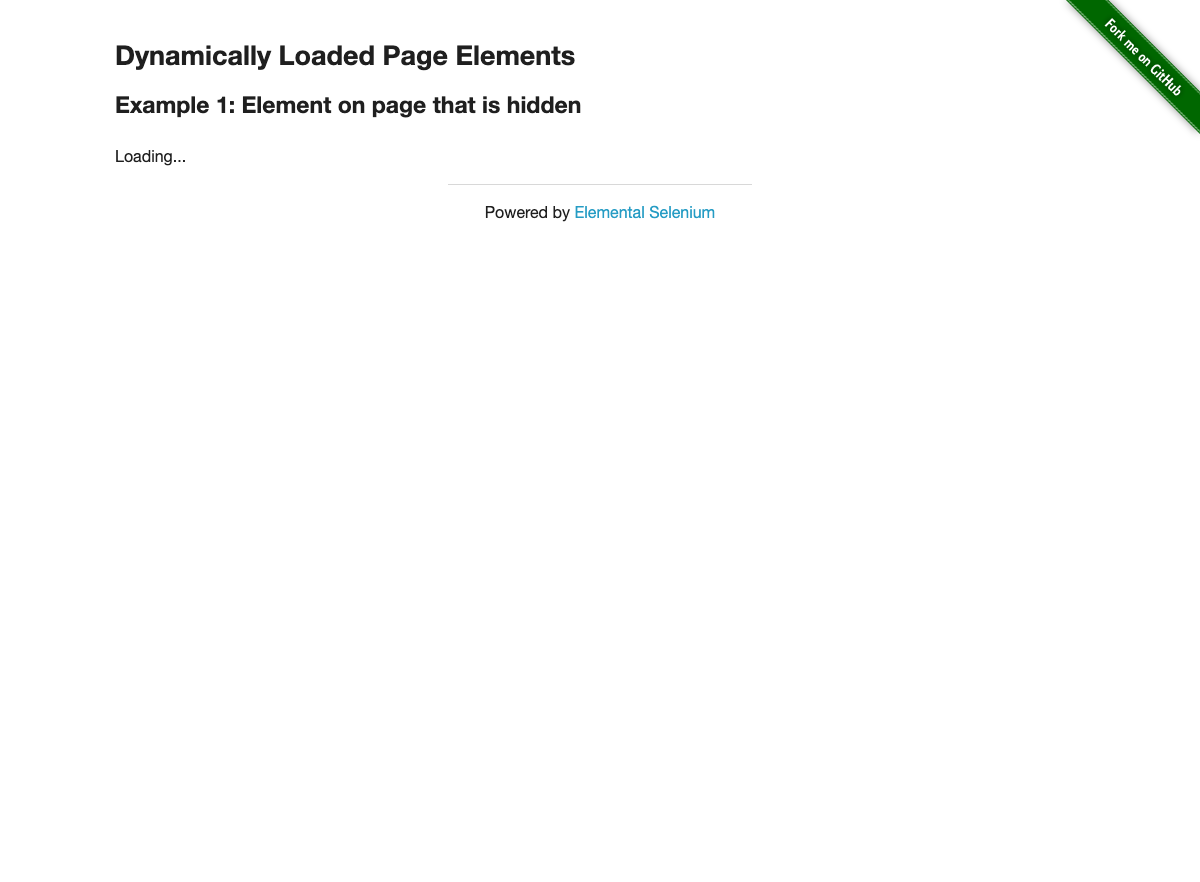 Fork me on GitHub
Dynamically Loaded Page Elements
Example 1: Element on page that is hidden
Loading...
Powered by Elemental Selenium